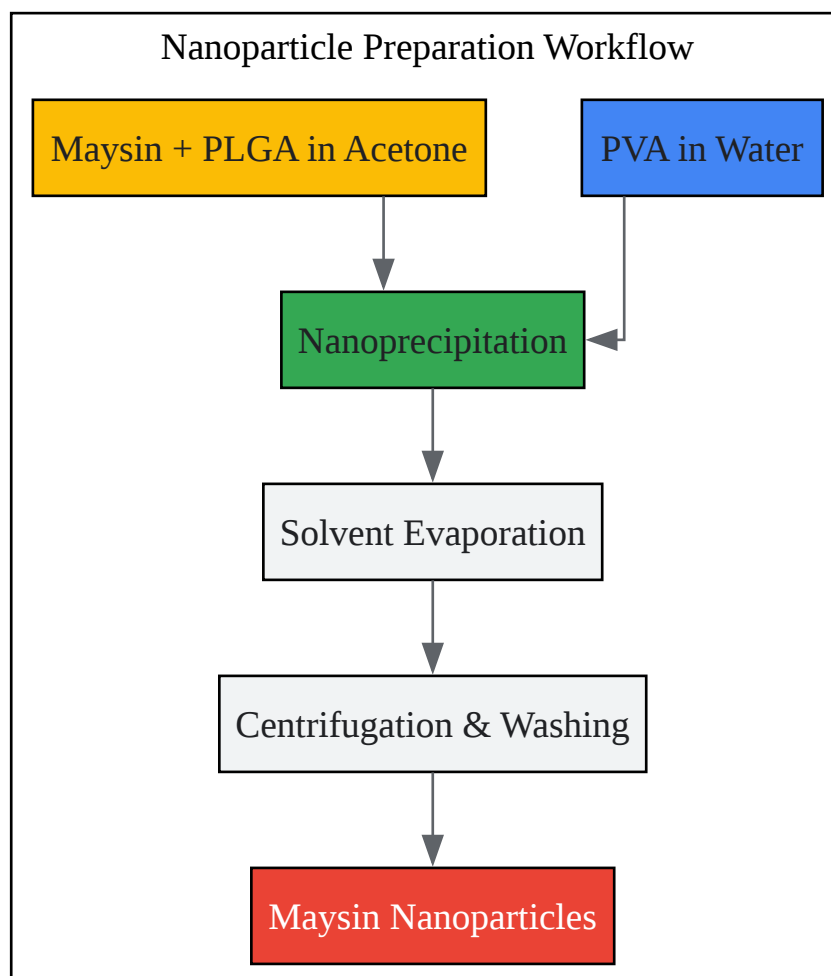 Nanoparticle Preparation Workflow
Maysin + PLGA in Acetone
PVA in Water
Nanoprecipitation
Solvent Evaporation
Centrifugation & Washing
Maysin Nanoparticles